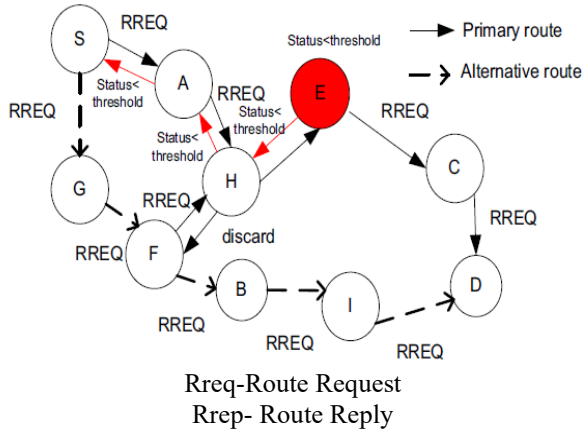 S
RREQ
Status<threshold
Primary route
Alternative route
A
Status<
threshold
RREQ
E
RREQ
RREQ
Status<
threshold
Status<
threshold
G
RREQ
H
C
RREQ
RREQ
F
discard
B
D
I
RREQ
RREQ
RREQ
Rreq-Route Request
Rrep- Route Reply